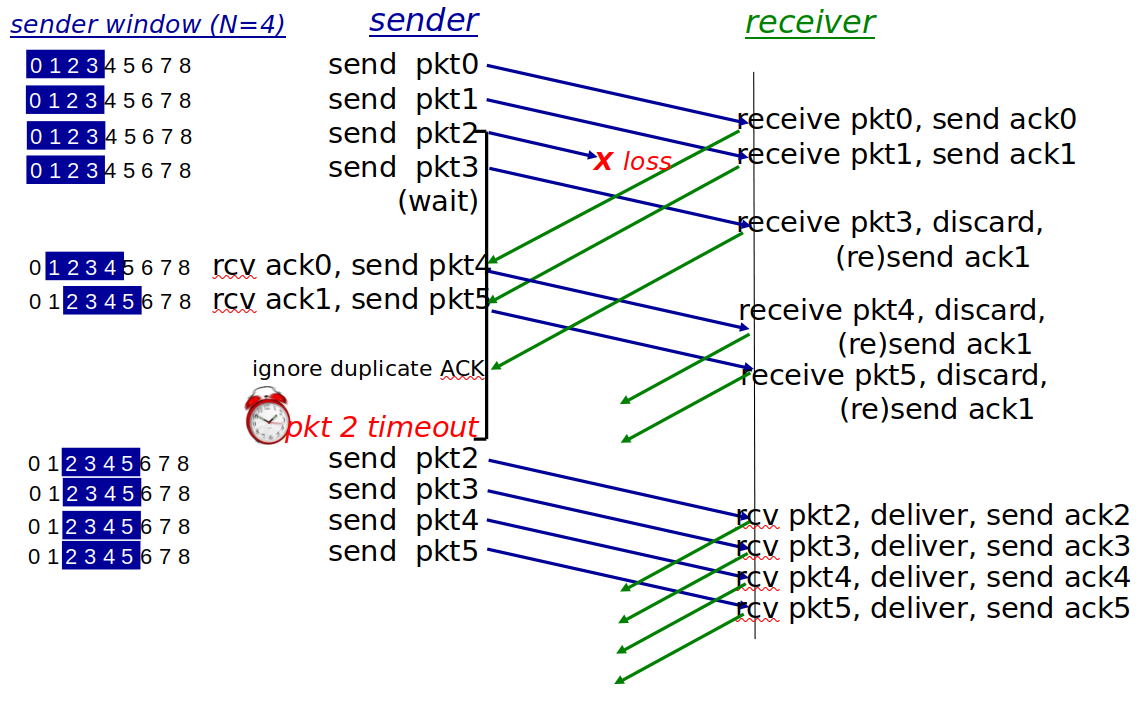 sender window (N=4) sender receiver
0 1 2 3 4 5 6 7 8 send pkt0
0 1 2 3 4 5 6 7 8 send pkt1 receive pkt0, send ack0
0 1 2 3 4 5 6 7 8 send pkt2 receive pkt1, send ack1
X loss
0 1 2 3 4 5 6 7 8 send pkt3
(wait)
receive pkt3, discard,
(re)send ack1
0 1 2 3 4 5 6 7 8 rcv ack0, send pkt4
0 1 2 3 4 5 6 7 8 rcv ack1, send pkt5
receive pkt4, discard,
(re)send ack1
ignore duplicate ACK
receive pkt5, discard,
(re)send ack1
pkt 2 timeout
0 1 2 3 4 5 6 7 8 send pkt2
0 1 2 3 4 5 6 7 8 send pkt3
0 1 2 3 4 5 6 7 8 send pkt4
0 1 2 3 4 5 6 7 8 send pkt5
rcv pkt2, deliver, send ack2
rcv pkt3, deliver, send ack3
rcv pkt4, deliver, send ack4
rcv pkt5, deliver, send ack5